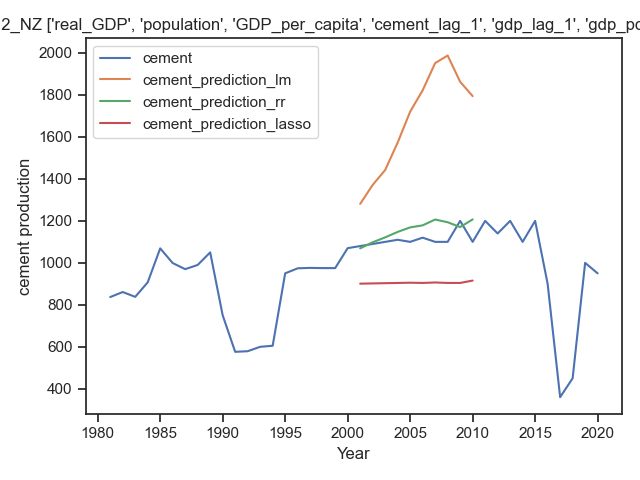 2_NZ ['real_GDP', 'population', 'GDP_per_capita', 'cement_lag_1', 'gdp_lag_1', 'gdp_po
cement
cement_prediction_lm
cement_prediction_rr
cement_prediction_lasso
2000
1800
1600
1400
1200
1000
800
600
400
cement production
1980 1985 1990 1995 2000 2005 2010 2015 2020
Year